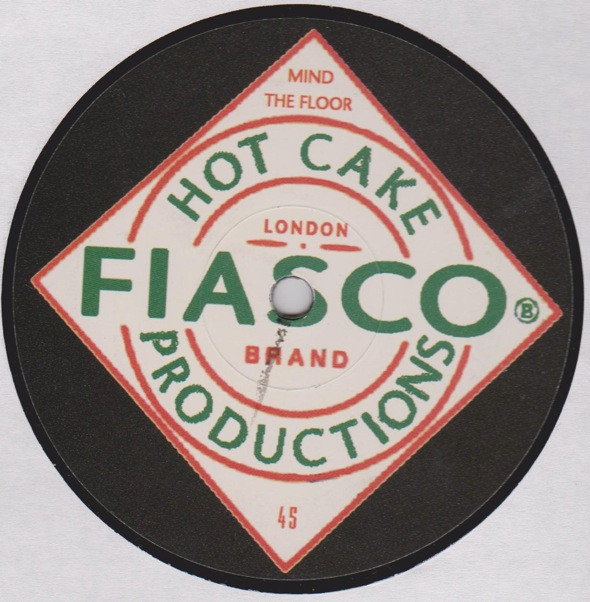 MIND
THE FLOOR
HOT CAKE
LONDON
FIASCO ®
BRAND
PRODUCTIONS
45